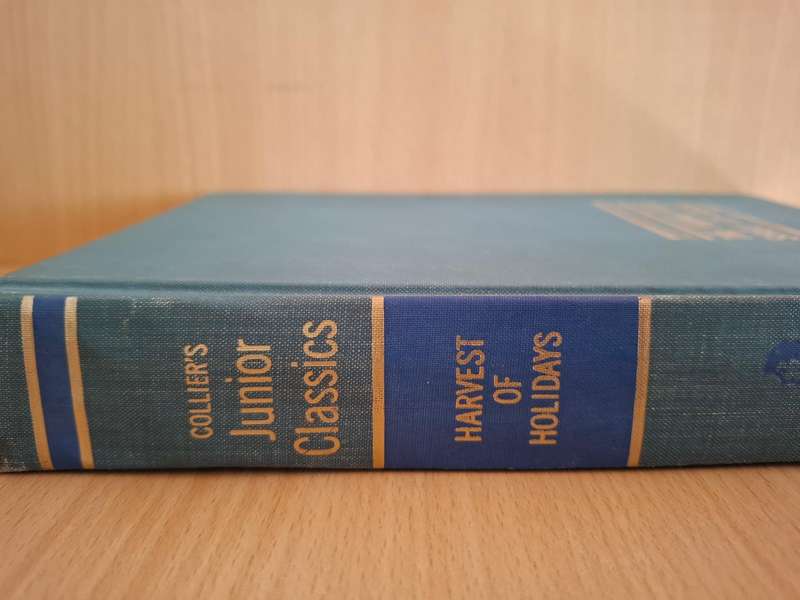 COLLIER'S
Junior
Classics
HARVEST
OF
HOLIDAYS